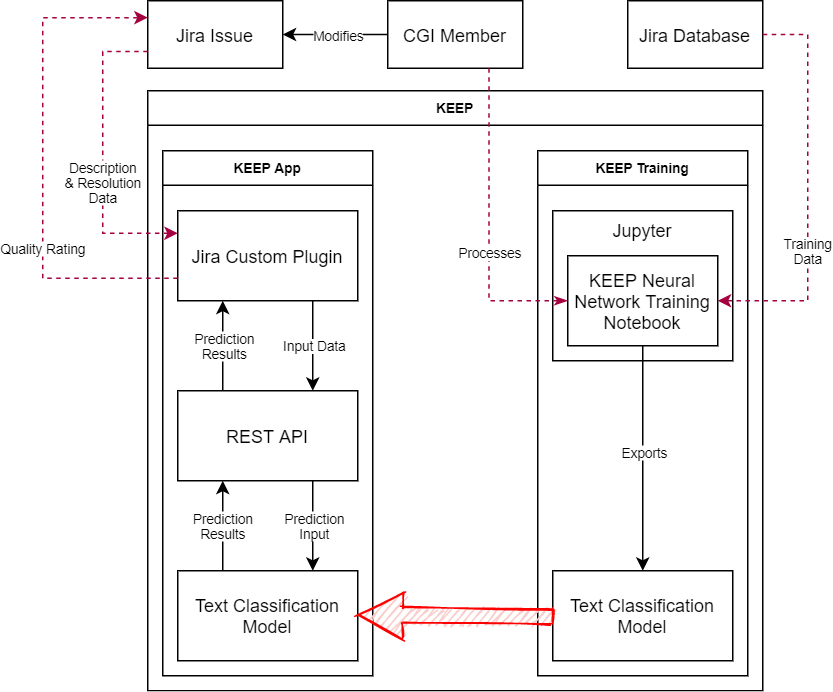 Jira Issue
Modifies
CGI Member
Jira Database
KEEP
KEEP App
KEEP Training
Description
& Resolution
Data
Quality Rating
Jira Custom Plugin
Processes
Jupyter
KEEP Neural
Network Training
Notebook
Training
Data
Prediction
Results
Input Data
REST API
Exports
Prediction
Results
Prediction
Input
Text Classification
Model
Text Classification
Model